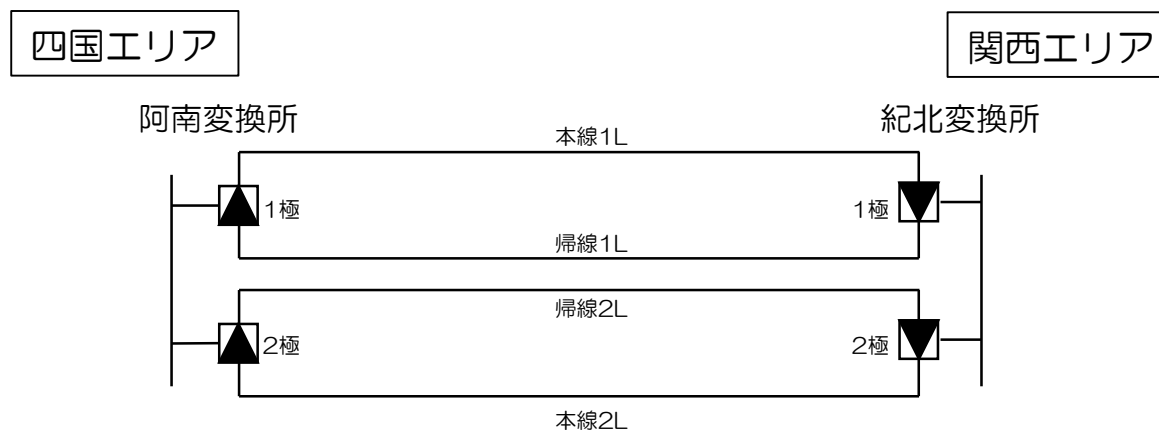 四国エリア
関西エリア
阿南変換所
紀北変換所
本線1L
1極
1極
帰線1L
帰線2L
2極
2極
本線2L